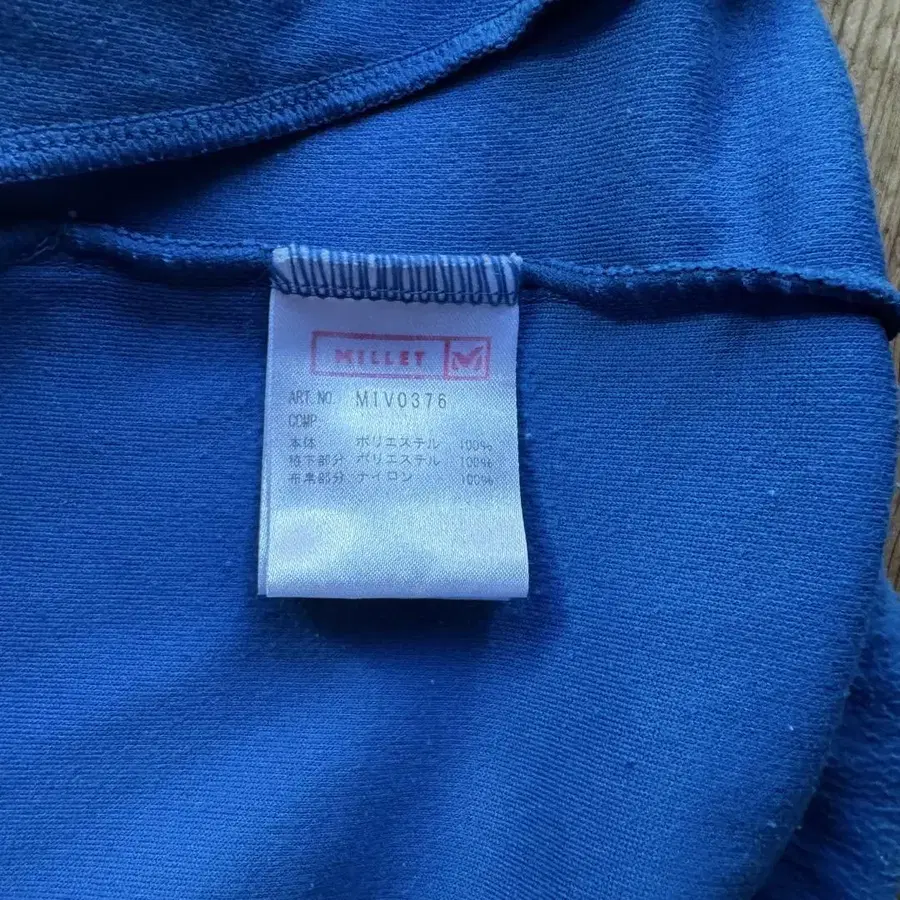 MILLET M
ART.NO. MIV0376
COMP
本体 ポリエステル 100%
脇下部分 ポリエステル 100%
布帛部分 ナイロン 100%